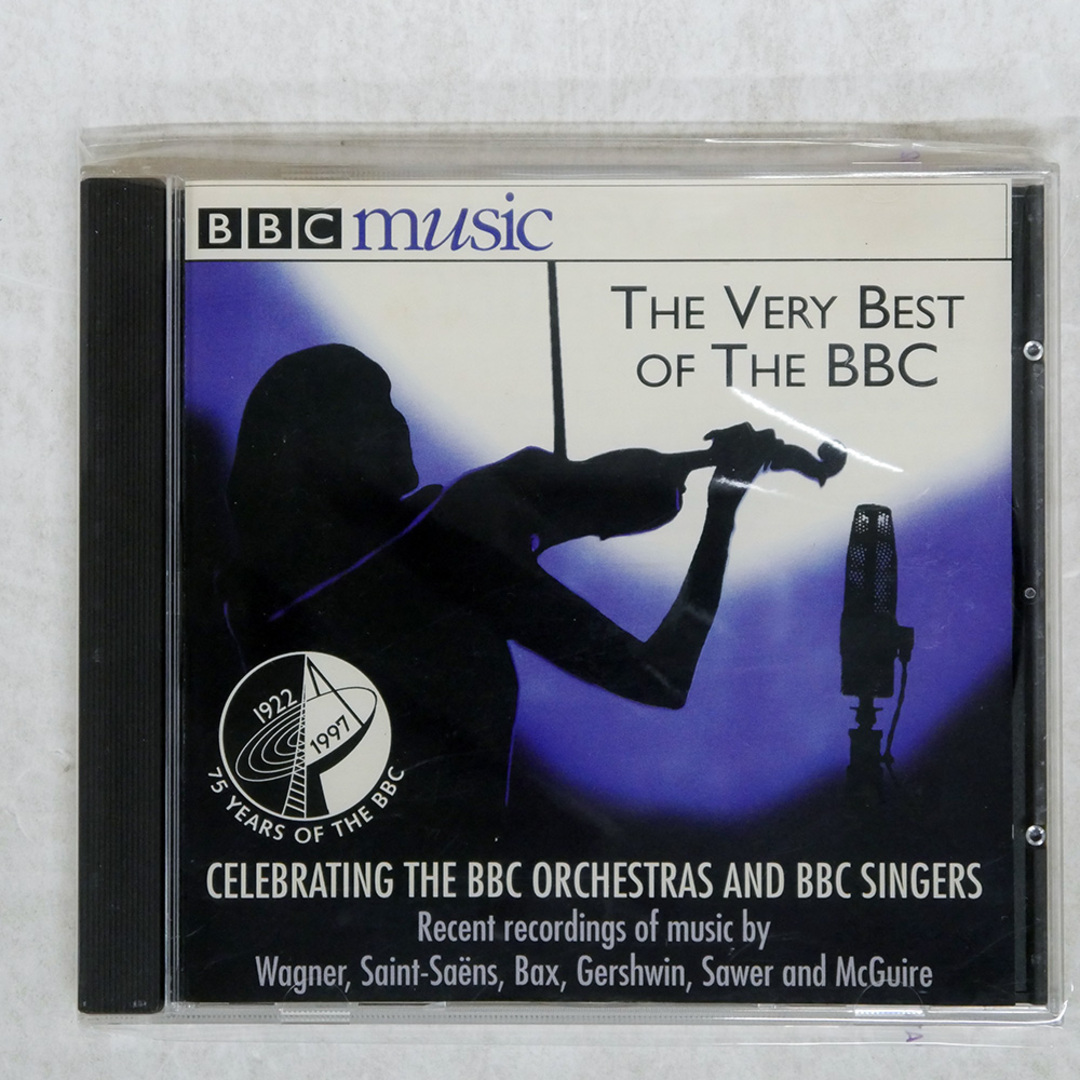 BBC music
THE VERY BEST
OF THE BBC
1922
1997
75 YEARS OF THE BBC
CELEBRATING THE BBC ORCHESTRAS AND BBC SINGERS
Recent recordings of music by
Wagner, Saint-Saëns, Bax, Gershwin, Sawer and McGuire